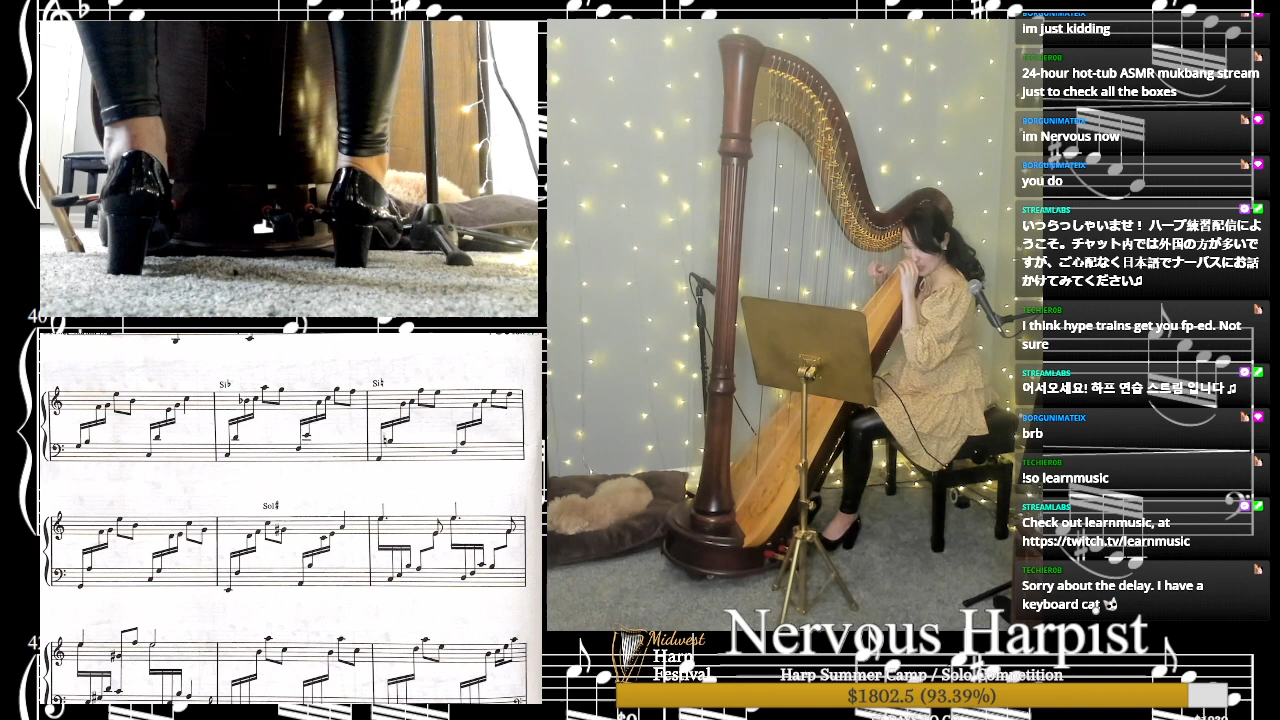 Si♭
Si♮
Sol♯
BORGUNIMATEIX
im just kidding
TECHIEROB
24-hour hot-tub ASMR mukbang stream
just to check all the boxes
BORGUNIMATEIX
im Nervous now
BORGUNIMATEIX
you do
STREAMLABS
いつらっしゃいませ！ ハープ練習配信によ
うこそ。チャット内では外国の方が多いで
すが、ご心配なく日本語でナーバスにお話
かけてみてください♫
TECHIEROB
I think hype trains get you fp-ed. Not
sure
STREAMLABS
어서오세요! 하프 연습 스트림 입니다 ♫
BORGUNIMATEIX
brb
TECHIEROB
!so learnmusic
STREAMLABS
Check out learnmusic, at
https://twitch.tv/learnmusic
TECHIEROB
Sorry about the delay. I have a
keyboard cat
Nervous Harpist
Midwest
Harp
Festival
Harp Summer Camp / Solo Competition
$1802.5 (93.39%)